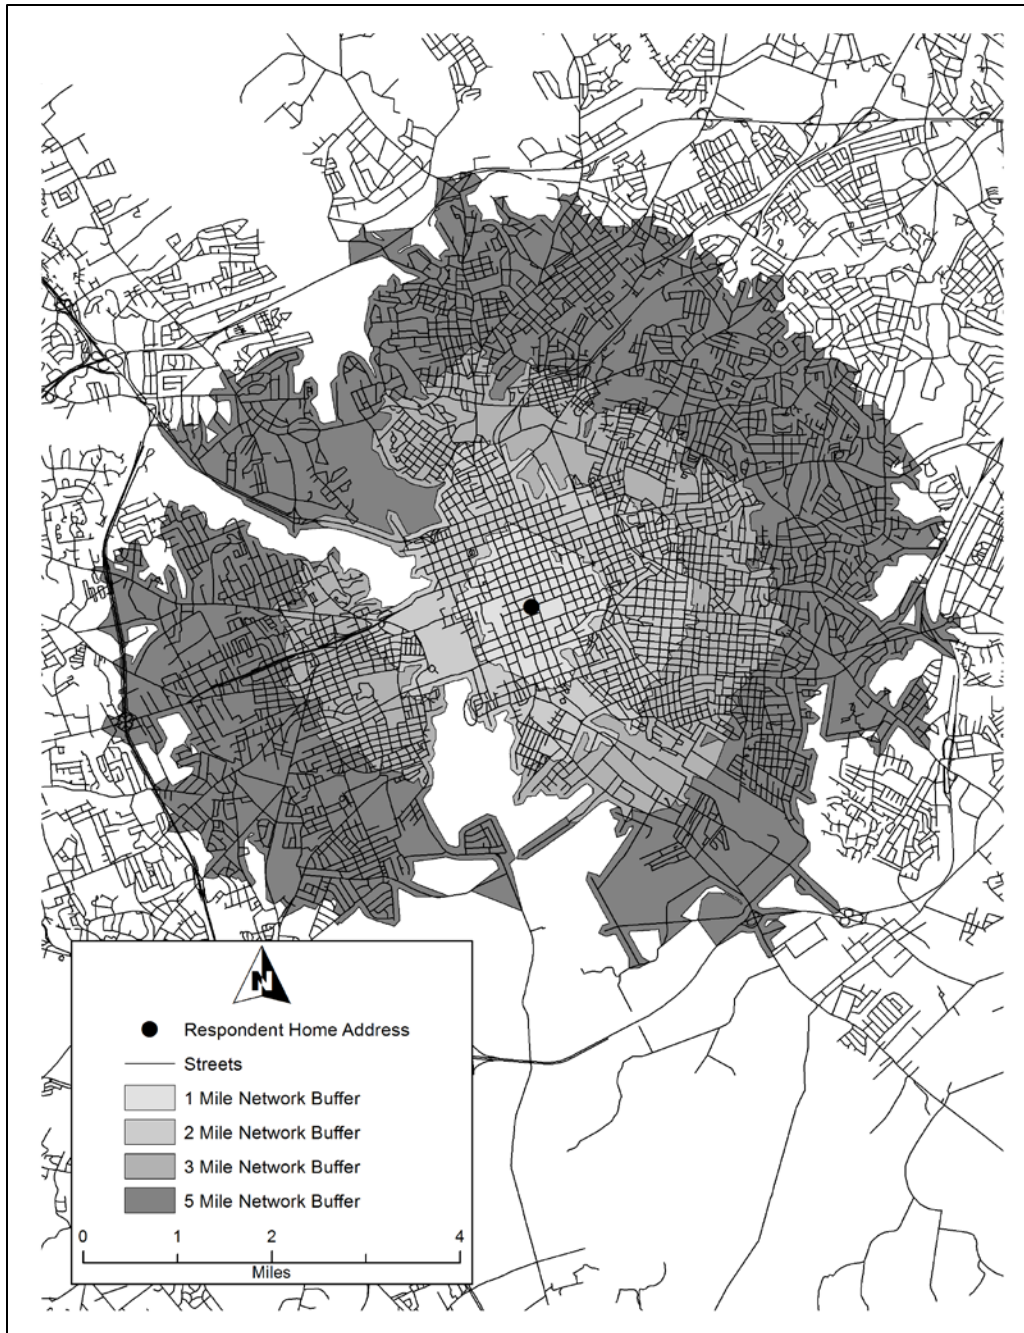 N
Respondent Home Address
Streets
1 Mile Network Buffer
2 Mile Network Buffer
3 Mile Network Buffer
5 Mile Network Buffer
0 1 2 4
Miles